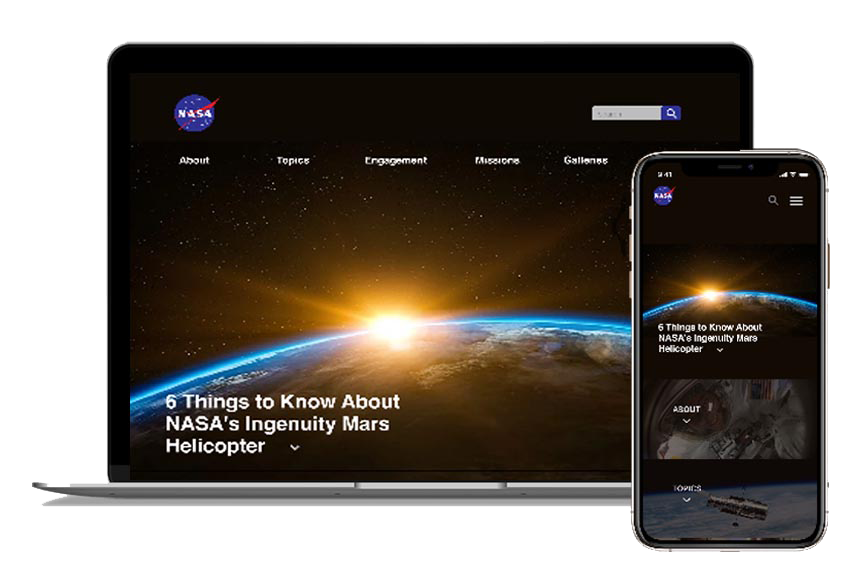 NASA
Search
About Topics Engagement Missions Galleries
6 Things to Know About
NASA's Ingenuity Mars
Helicopter
9:41
NASA
6 Things to Know About
NASA's Ingenuity Mars
Helicopter
ABOUT
TOPICS